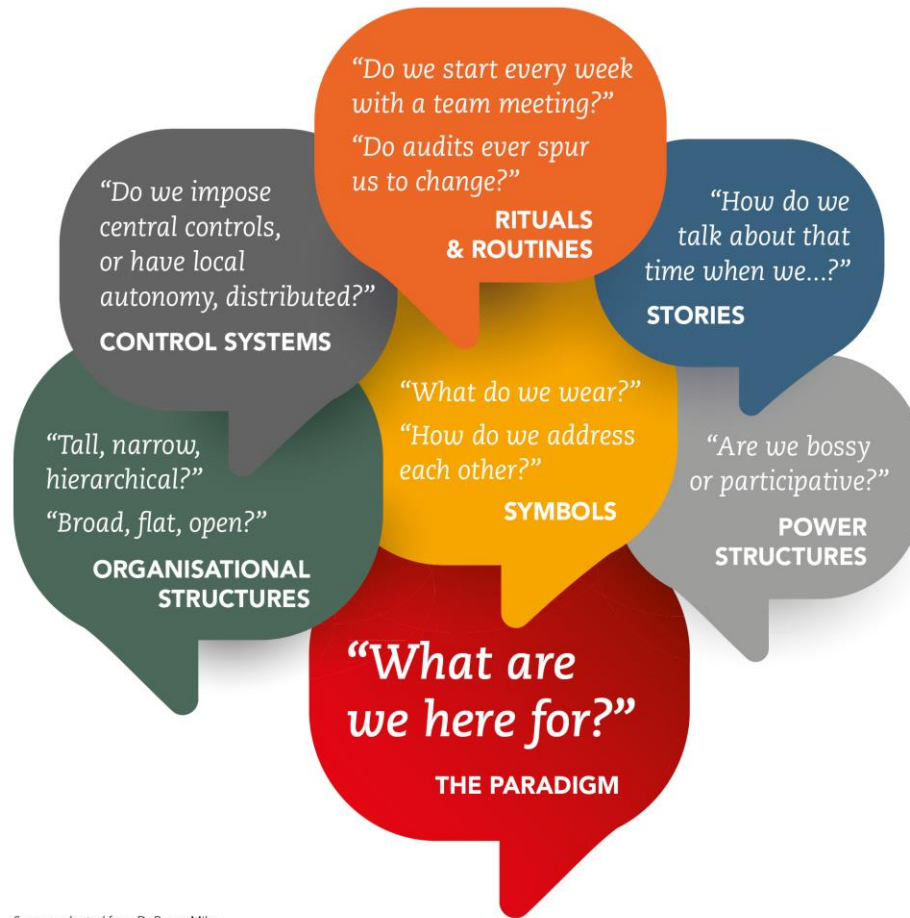 “Do we start every week
with a team meeting?”
“Do audits ever spur
us to change?”
RITUALS
& ROUTINES
“Do we impose
central controls,
or have local
autonomy, distributed?”
CONTROL SYSTEMS
“How do we
talk about that
time when we...?”
STORIES
“Tall, narrow,
hierarchical?”
“Broad, flat, open?”
ORGANISATIONAL
STRUCTURES
“What do we wear?”
“How do we address
each other?”
SYMBOLS
“Are we bossy
or participative?”
POWER
STRUCTURES
“What are
we here for?”
THE PARADIGM